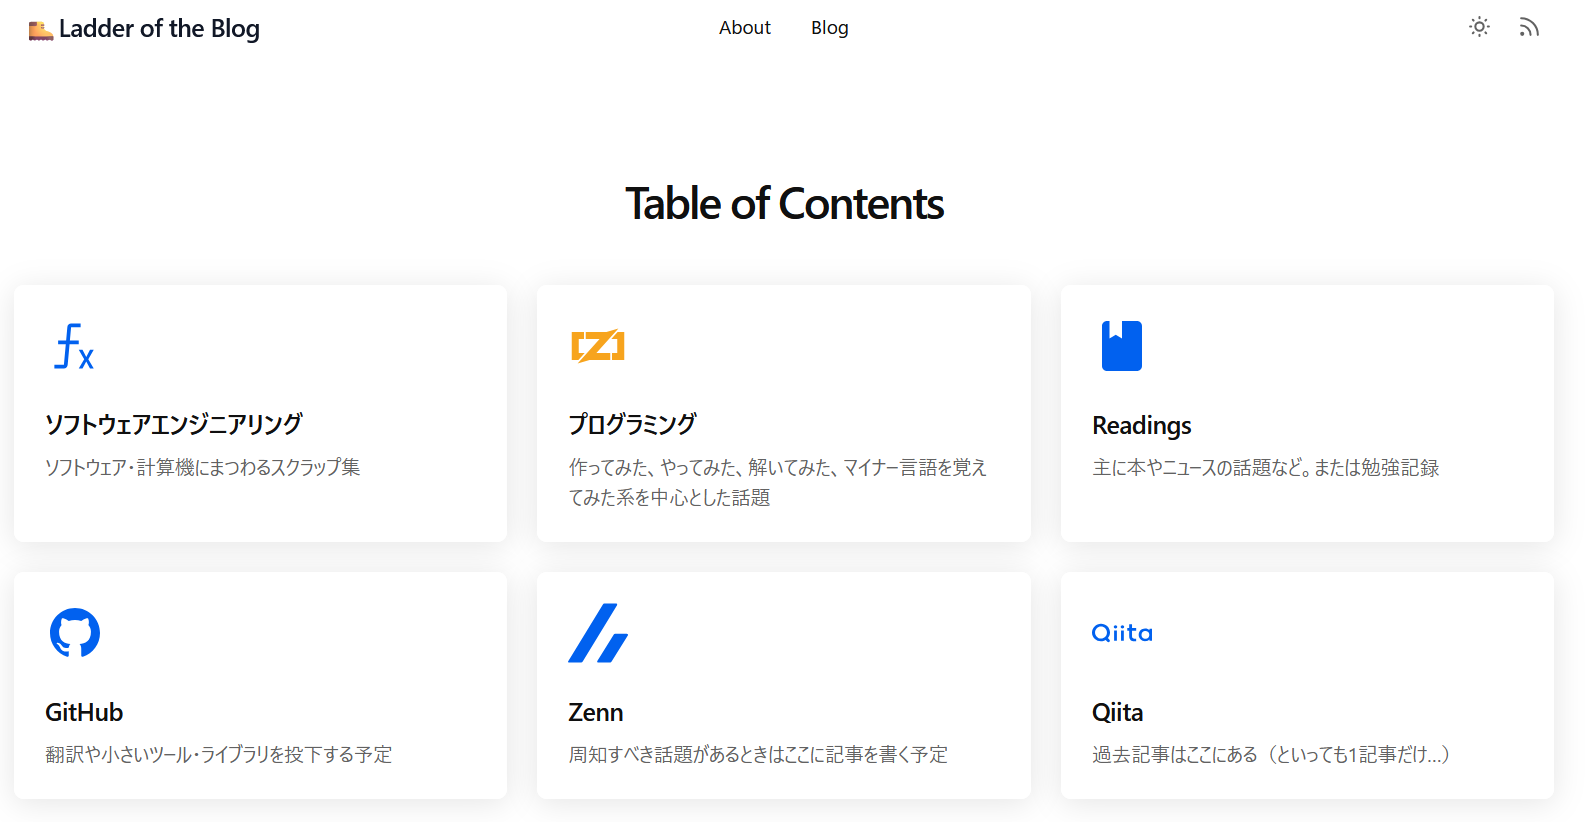 Ladder of the Blog
About
Blog
Table of Contents
fx
ソフトウェアエンジニアリング
ソフトウェア・計算機にまつわるスクラップ集
プログラミング
作ってみた、やってみた、解いてみた、マイナー言語を覚え
てみた系を中心とした話題
Readings
主に本やニュースの話題など。または勉強記録
GitHub
翻訳や小さいツール・ライブラリを投下する予定
Zenn
周知すべき話題があるときはここに記事を書く予定
Qiita
Qiita
過去記事はここにある（といっても1記事だけ…）